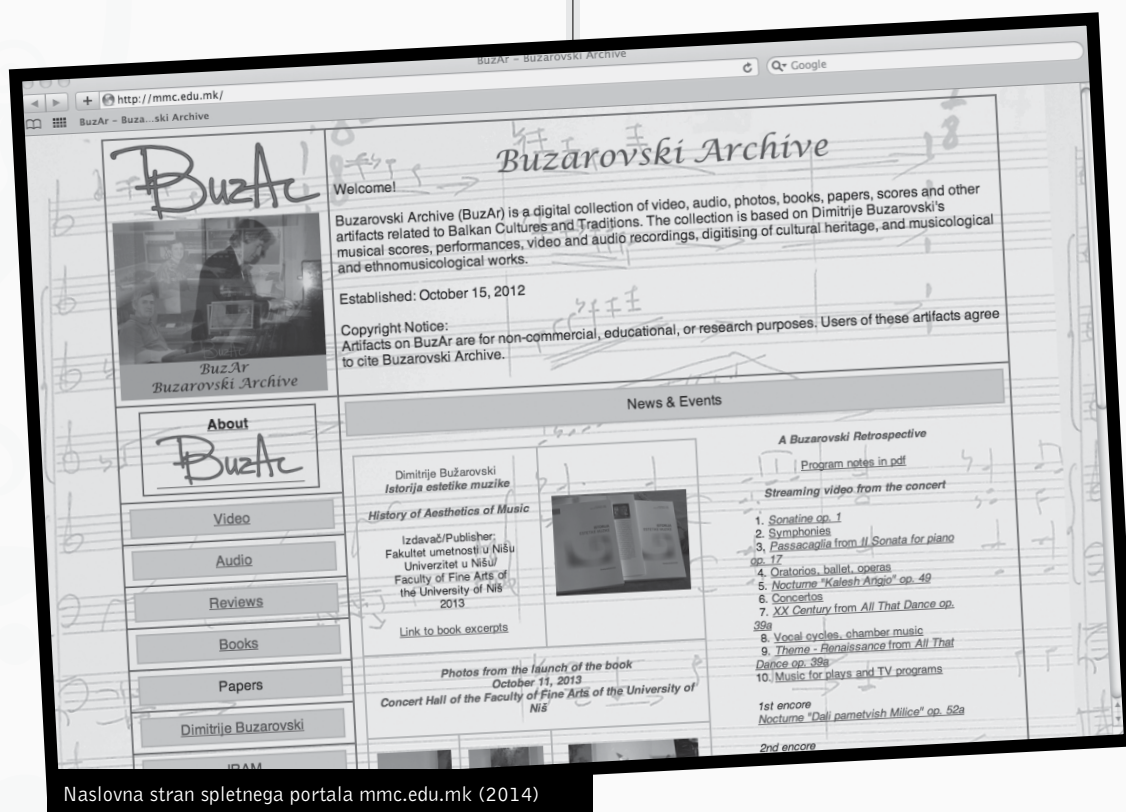 BuzAr – Buzarovski Archive
http://mmc.edu.mk/
Google
BuzAr – Buza...ski Archive
BuzAr
BuzAr
Buzarovski Archive
About
BuzAr
Video
Audio
Reviews
Books
Papers
Dimitrije Buzarovski
IRAM
Buzarovski Archive
Welcome!
Buzarovski Archive (BuzAr) is a digital collection of video, audio, photos, books, papers, scores and other
artifacts related to Balkan Cultures and Traditions. The collection is based on Dimitrije Buzarovski's
musical scores, performances, video and audio recordings, digitising of cultural heritage, and musicological
and ethnomusicological works.
Established: October 15, 2012
Copyright Notice:
Artifacts on BuzAr are for non-commercial, educational, or research purposes. Users of these artifacts agree
to cite Buzarovski Archive.
News & Events
Dimitrije Bužarovski
Istorija estetike muzike
History of Aesthetics of Music
Izdavač/Publisher:
Fakultet umetnosti u Nišu
Univerzitet u Nišu/
Faculty of Fine Arts of
the University of Niš
2013
Link to book excerpts
Photos from the launch of the book
October 11, 2013
Concert Hall of the Faculty of Fine Arts of the University of
Niš
A Buzarovski Retrospective
Program notes in pdf
Streaming video from the concert
1. Sonatine op. 1
2. Symphonies
3. Passacaglia from II Sonata for piano
op. 17
4. Oratorios, ballet, operas
5. Nocturne "Kalesh Angio" op. 49
6. Concertos
7. XX Century from All That Dance op.
39a
8. Vocal cycles, chamber music
9. Theme - Renaissance from All That
Dance op. 39a
10. Music for plays and TV programs
1st encore
Nocturne "Dali pametvish Milice" op. 52a
2nd encore
Naslovna stran spletnega portala mmc.edu.mk (2014)